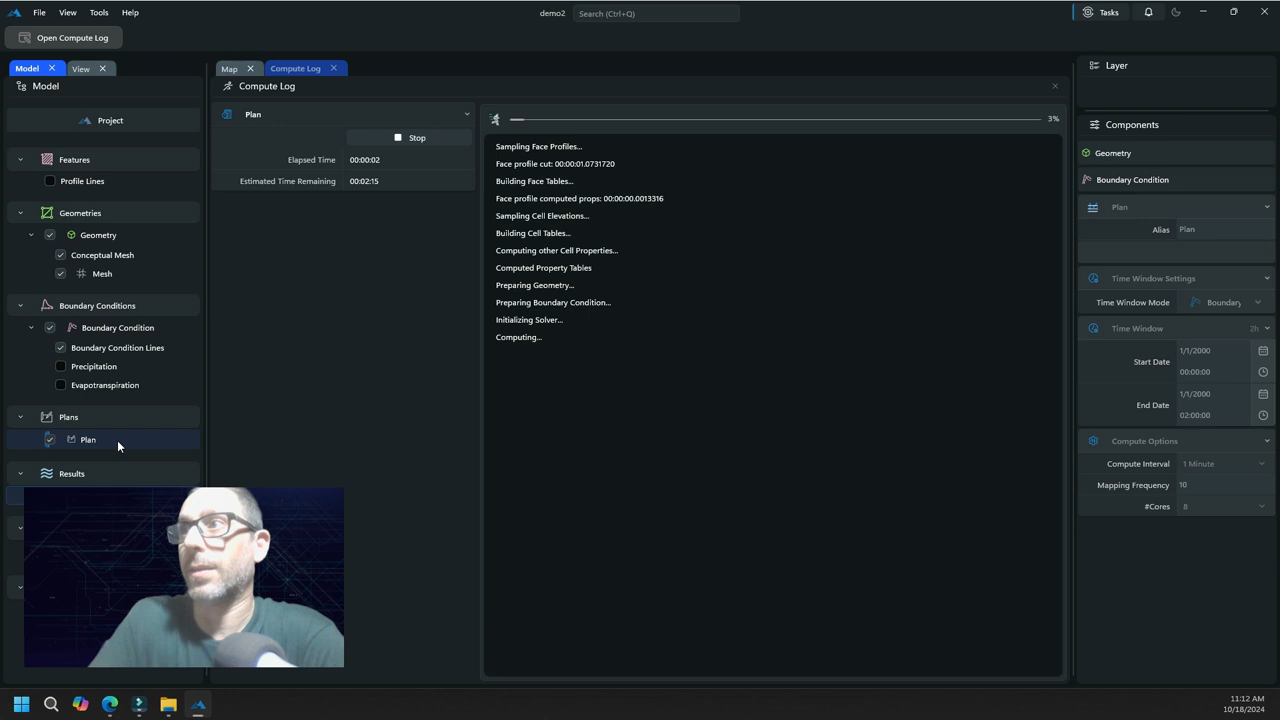 File View Tools Help
demo2
Search (Ctrl+Q)
Tasks
Open Compute Log
Model
View
Model
Project
Features
Profile Lines
Geometries
Geometry
Conceptual Mesh
Mesh
Boundary Conditions
Boundary Condition
Boundary Condition Lines
Precipitation
Evapotranspiration
Plans
Plan
Results
Map
Compute Log
Compute Log
Plan
Stop
Elapsed Time 00:00:02
Estimated Time Remaining 00:02:15
3%
Sampling Face Profiles...
Face profile cut: 00:00:01.0731720
Building Face Tables...
Face profile computed props: 00:00:00.0013316
Sampling Cell Elevations...
Building Cell Tables...
Computing other Cell Properties...
Computed Property Tables
Preparing Geometry...
Preparing Boundary Condition...
Initializing Solver...
Computing...
Layer
Components
Geometry
Boundary Condition
Plan
Alias Plan
Time Window Settings
Time Window Mode Boundary
Time Window 2h
Start Date 1/1/2000
00:00:00
End Date 1/1/2000
02:00:00
Compute Options
Compute Interval 1 Minute
Mapping Frequency 10
#Cores 8
11:12 AM
10/18/2024